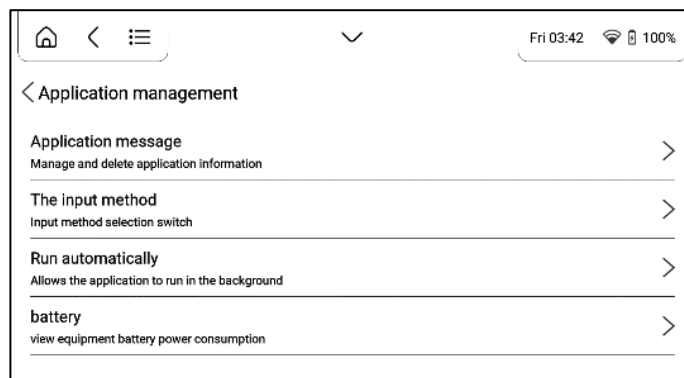 Fri 03:42 100%
Application management
Application message
Manage and delete application information
The input method
Input method selection switch
Run automatically
Allows the application to run in the background
battery
view equipment battery power consumption